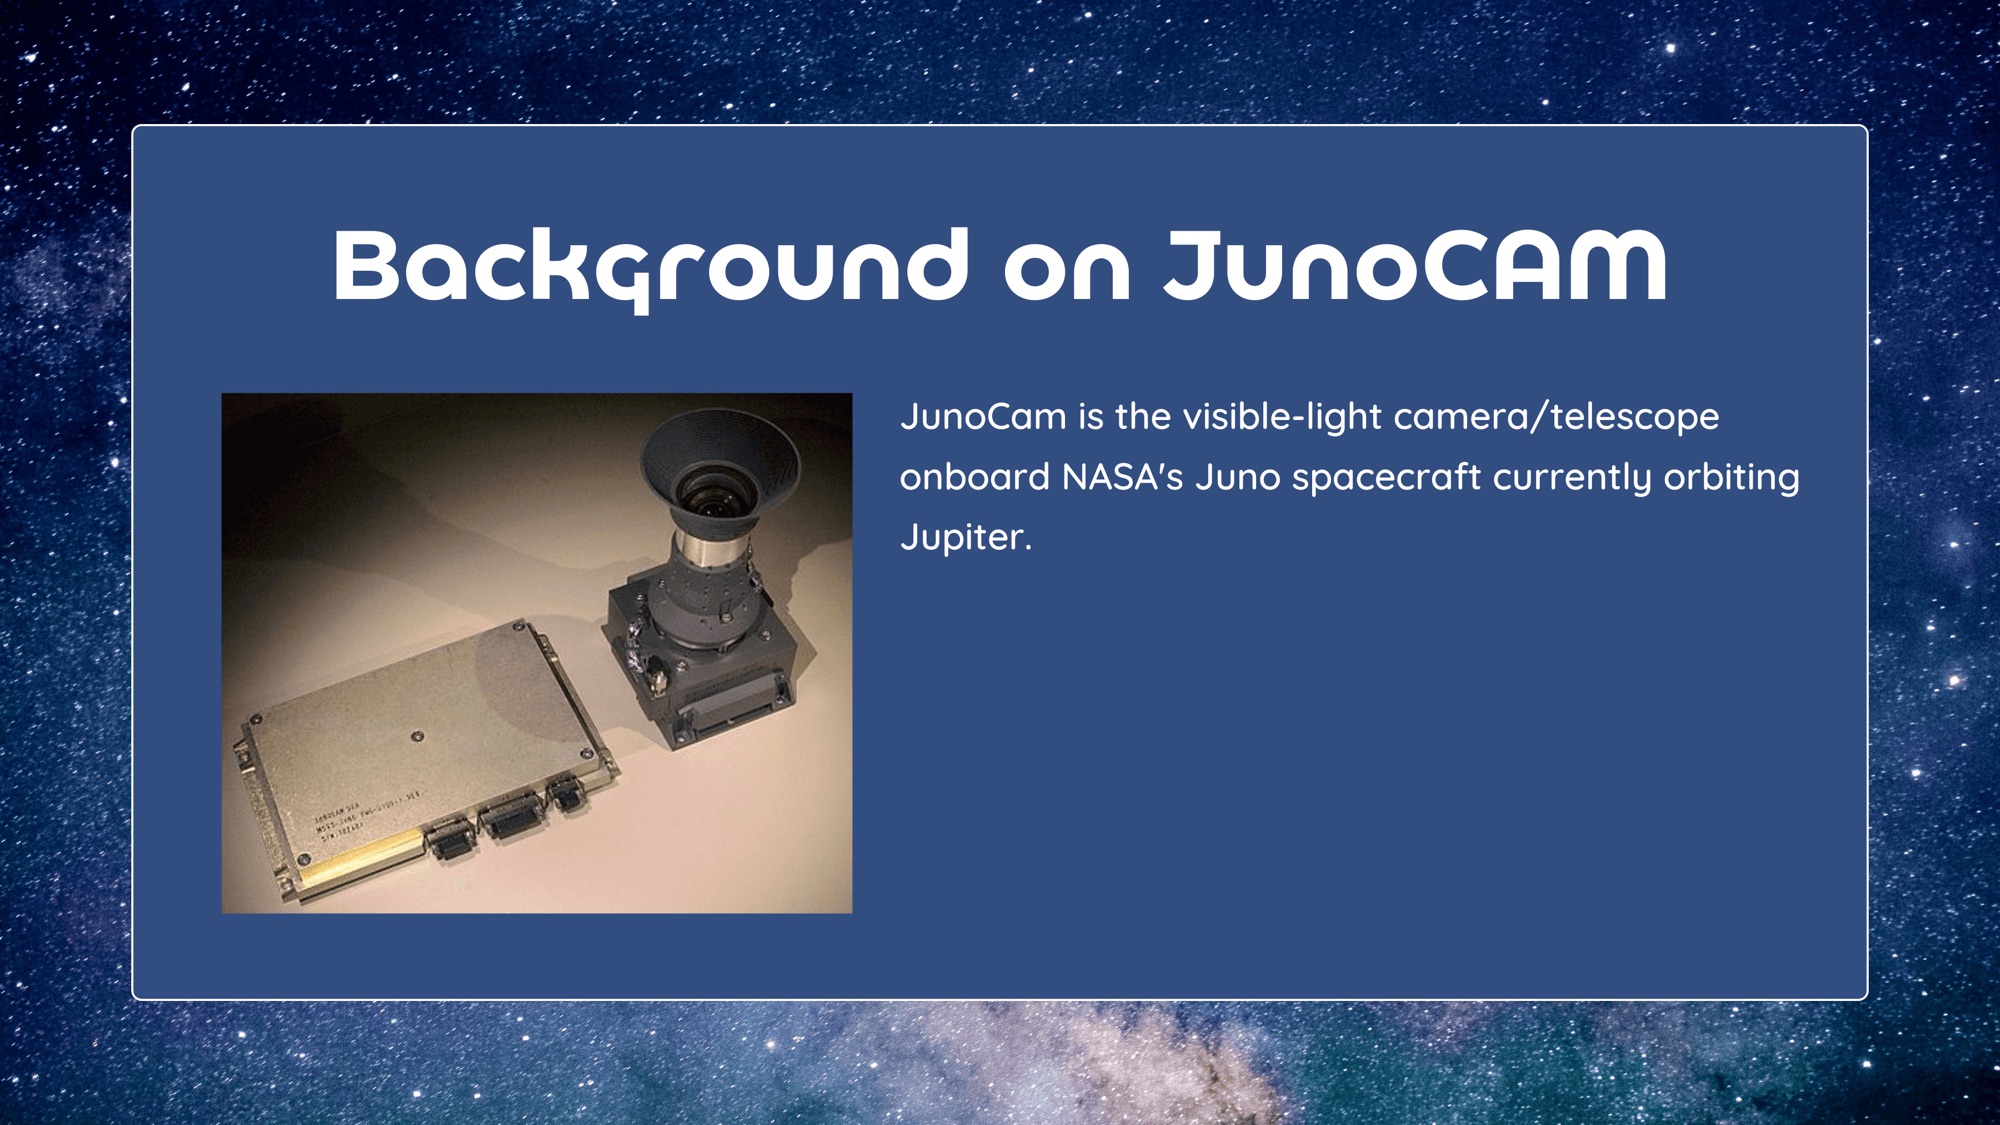 Background on JunoCAM
JunoCam is the visible-light camera/telescope
onboard NASA's Juno spacecraft currently orbiting
Jupiter.